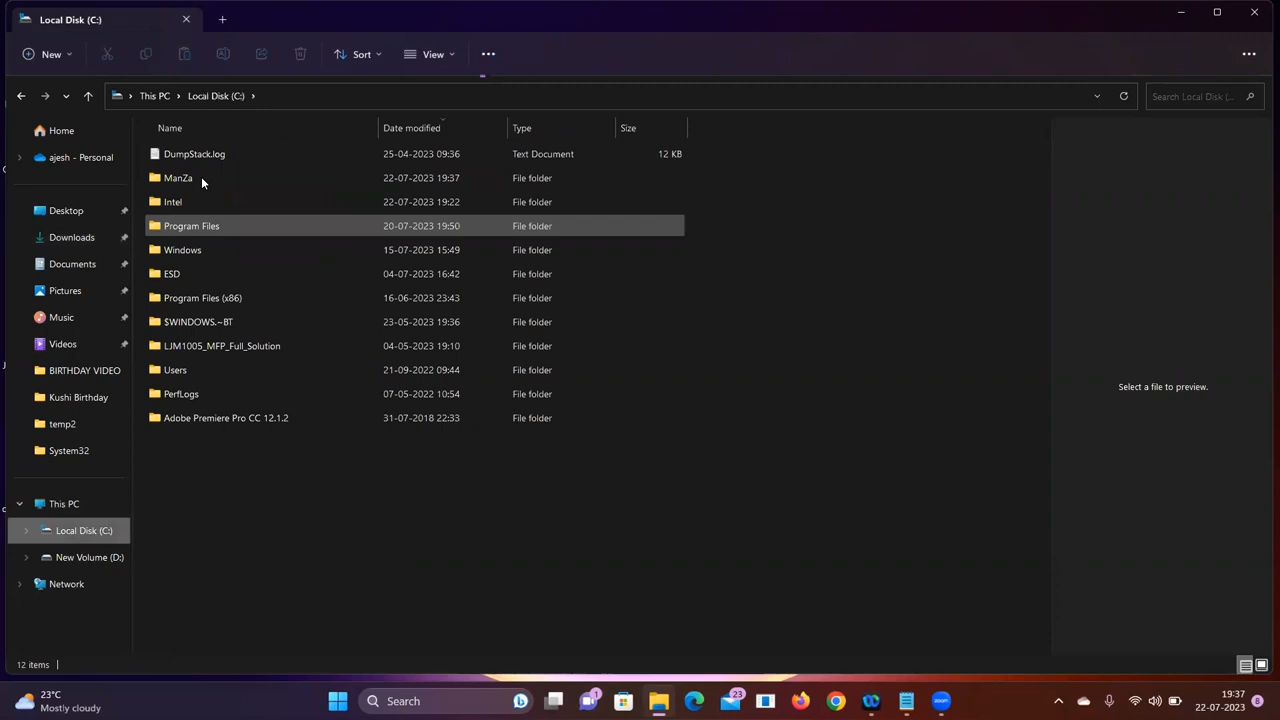 Local Disk (C:)
New
Sort
View
This PC > Local Disk (C:) >
Search Local Disk (...
Name Date modified Type Size
DumpStack.log 25-04-2023 09:36 Text Document 12 KB
ManZa 22-07-2023 19:37 File folder
Intel 22-07-2023 19:22 File folder
Program Files 20-07-2023 19:50 File folder
Windows 15-07-2023 15:49 File folder
ESD 04-07-2023 16:42 File folder
Program Files (x86) 16-06-2023 23:43 File folder
$WINDOWS.~BT 23-05-2023 19:36 File folder
LJM1005_MFP_Full_Solution 04-05-2023 19:10 File folder
Users 21-09-2022 09:44 File folder
PerfLogs 07-05-2022 10:54 File folder
Adobe Premiere Pro CC 12.1.2 31-07-2018 22:33 File folder
Home
ajesh - Personal
Desktop
Downloads
Documents
Pictures
Music
Videos
BIRTHDAY VIDEO
Kushi Birthday
temp2
System32
This PC
Local Disk (C:)
New Volume (D:)
Network
Select a file to preview.
12 items
23°C
Mostly cloudy
Search
1
23
zoom
19:37
22-07-2023
8